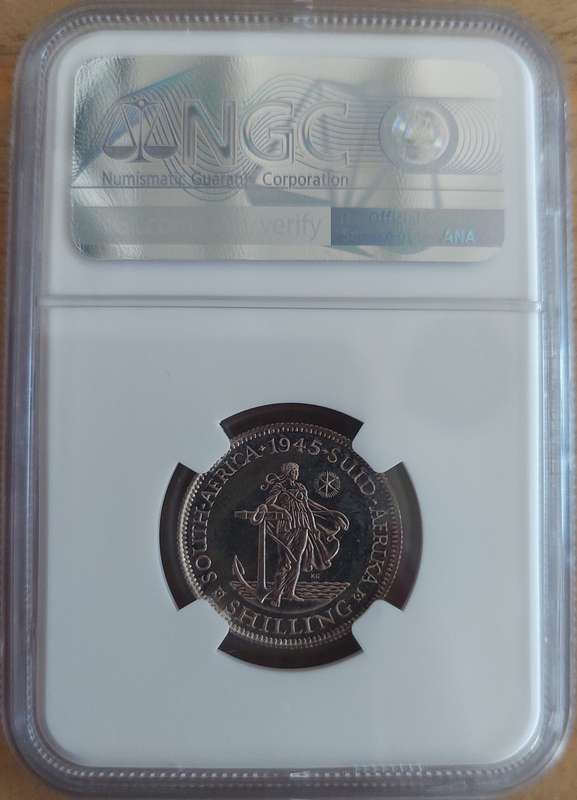 NGC
Numismatic Guaranty Corporation
verify
Official
ANA
SOUTH·AFRICA·1945·SUID·AFRIKA
KG
SHILLING